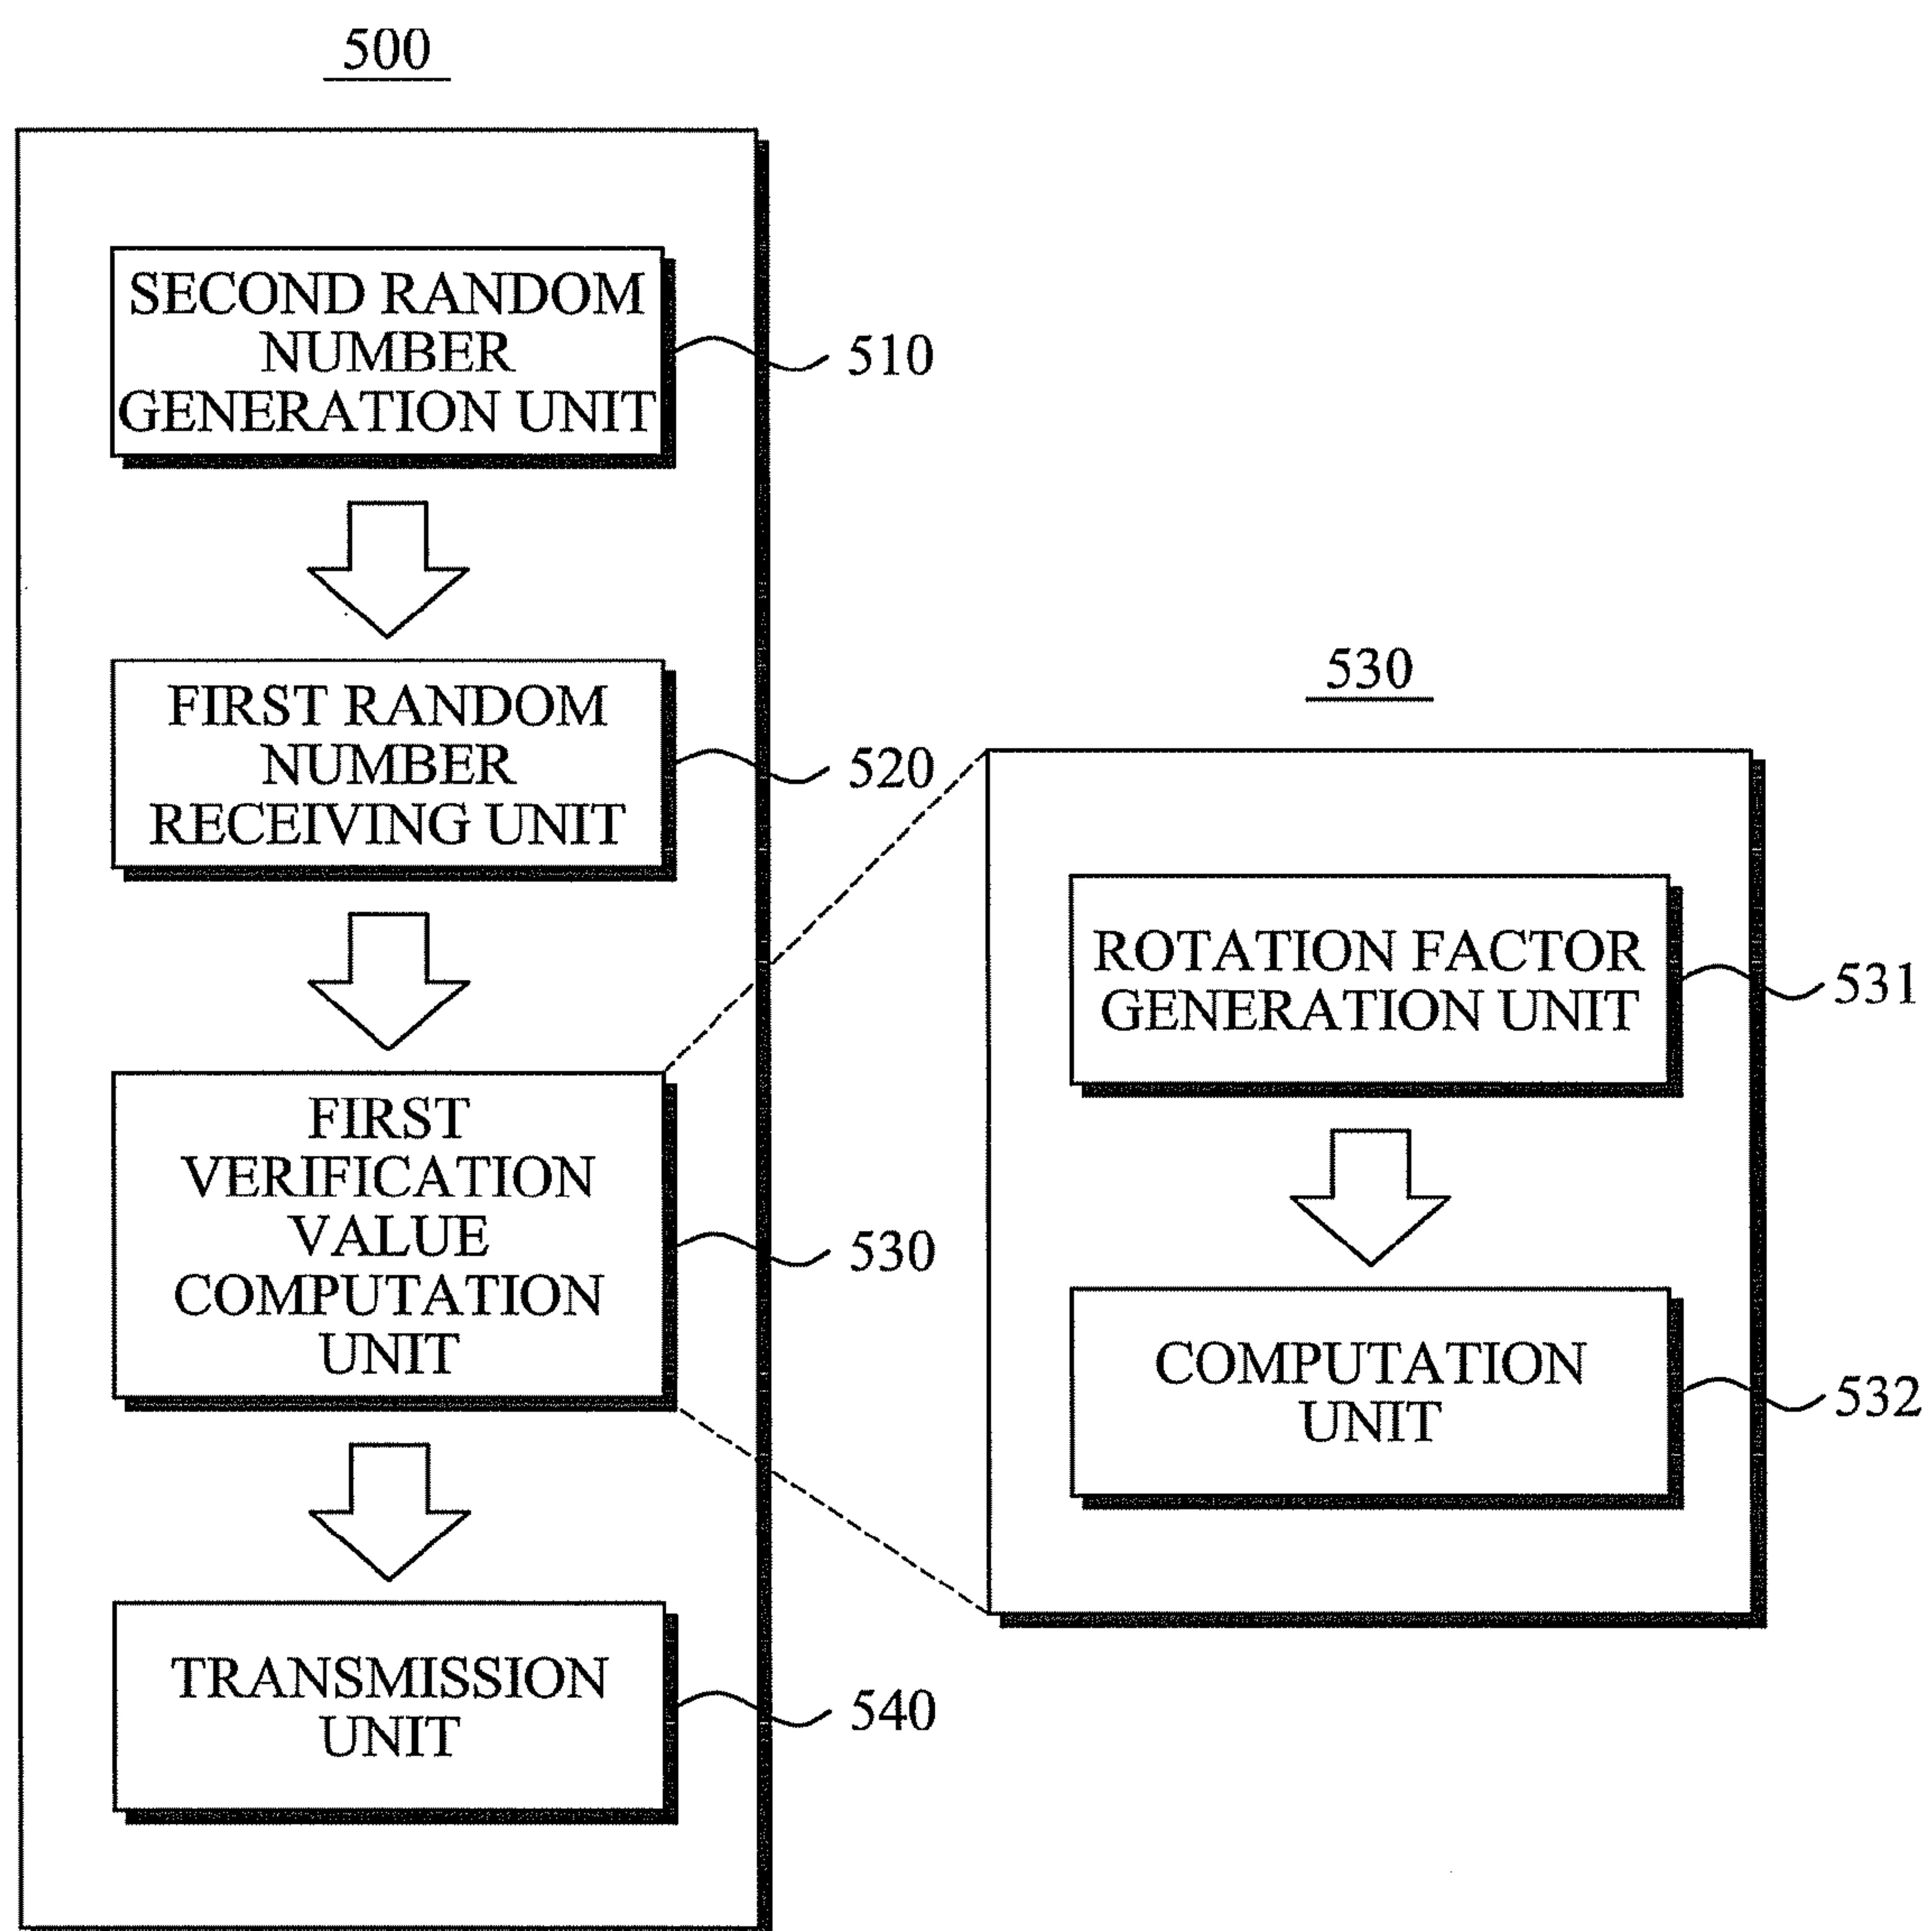 500
SECOND RANDOM
NUMBER
GENERATION UNIT
510
FIRST RANDOM
NUMBER
RECEIVING UNIT
520
FIRST
VERIFICATION
VALUE
COMPUTATION
UNIT
530
TRANSMISSION
UNIT
540
530
ROTATION FACTOR
GENERATION UNIT
531
COMPUTATION
UNIT
532